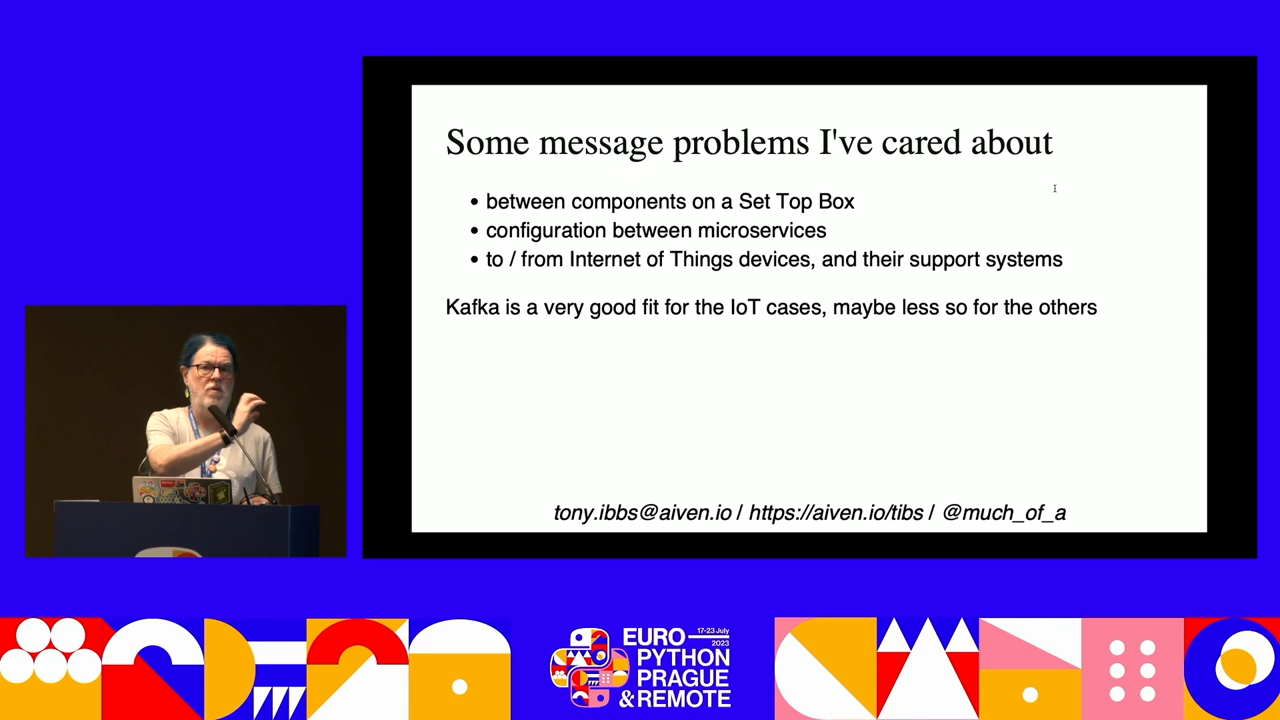 Some message problems I've cared about
• between components on a Set Top Box
• configuration between microservices
• to / from Internet of Things devices, and their support systems
Kafka is a very good fit for the IoT cases, maybe less so for the others
tony.ibbs@aiven.io / https://aiven.io/tibs / @much_of_a
EURO 17-23 July 2023
PYTHON
PRAGUE
& REMOTE